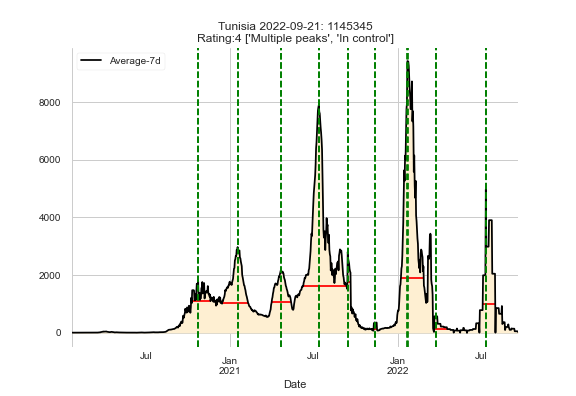 Tunisia 2022-09-21: 1145345
Rating:4 ['Multiple peaks', 'In control']
Average-7d
8000
6000
4000
2000
0
Jul
Jan
2021
Jul
Jan
2022
Jul
Date